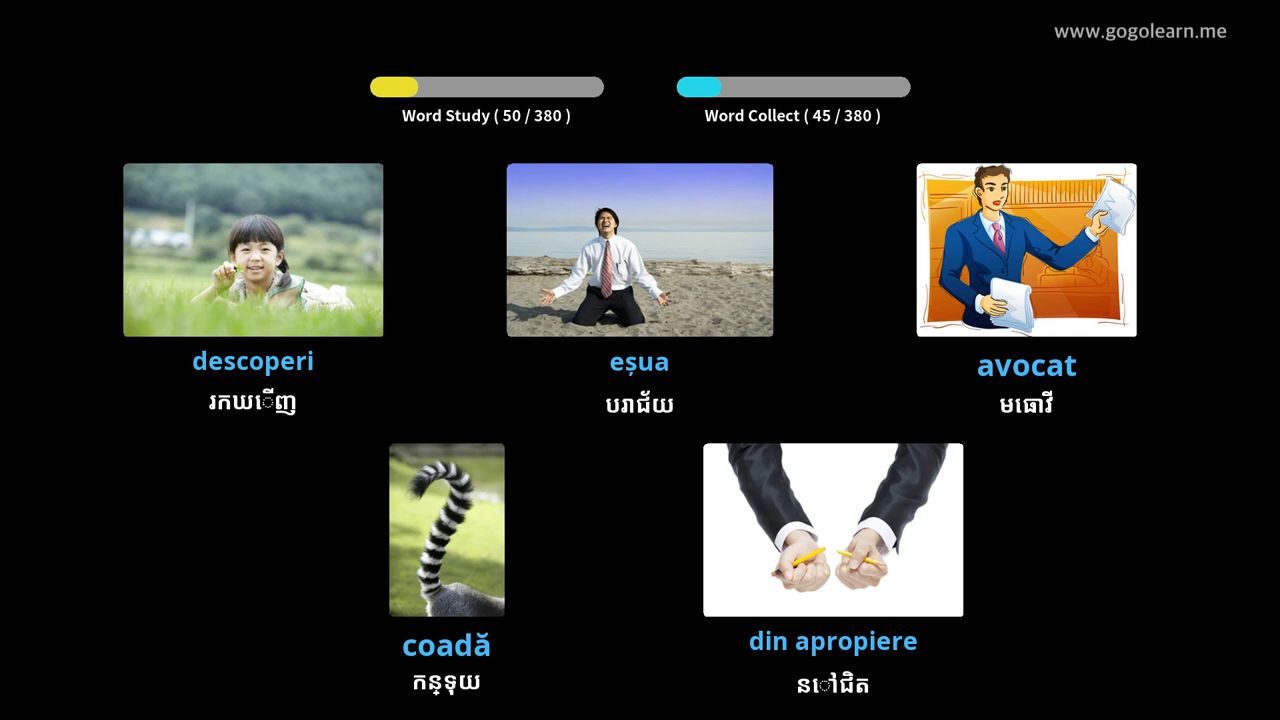 www.gogolearn.me
Word Study ( 50 / 380 )
Word Collect ( 45 / 380 )
descoperi
រកឃើញ
eșua
បរាជ័យ
avocat
មធោវី
coadă
កន្ទុយ
din apropiere
នៅជិត